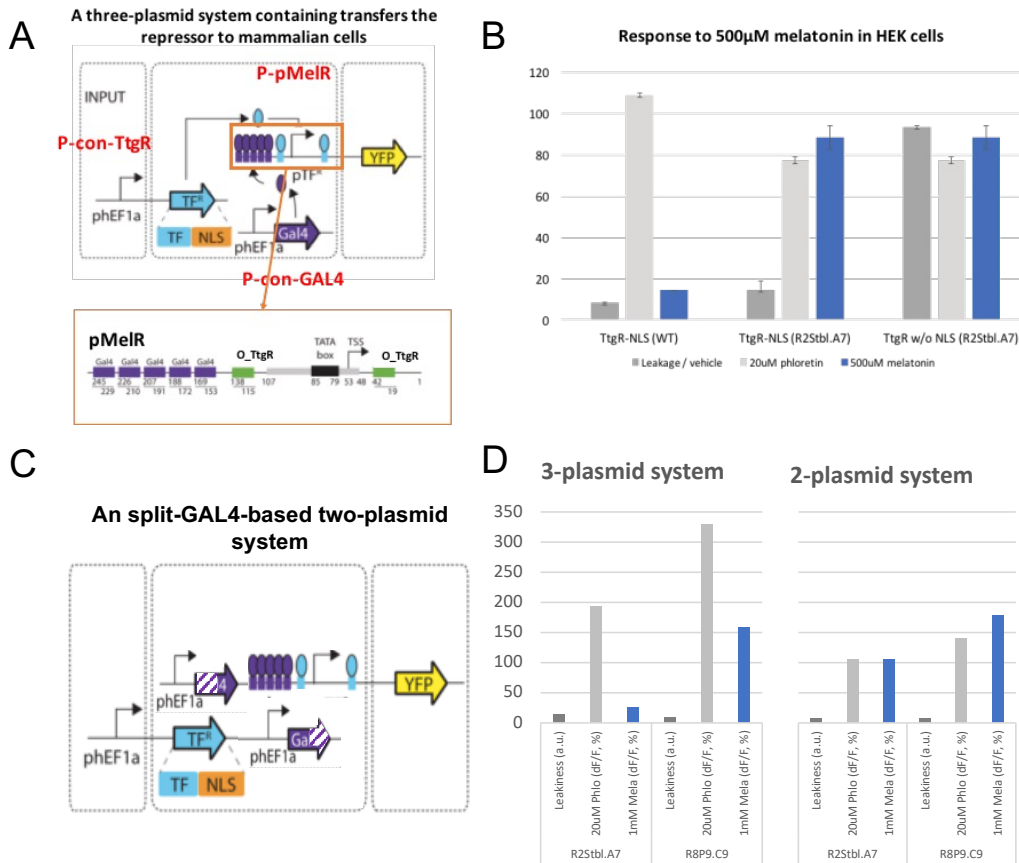 A
A three-plasmid system containing transfers the
repressor to mammalian cells
P-pMelR
INPUT
P-con-TtgR
YFP
phEF1a
TFR
TF NLS
Gal4
phEF1a
P-con-GAL4
pMelR
Gal4 Gal4 Gal4 Gal4 Gal4
O_TtgR
TATA
box
TSS
O_TtgR
245 226 207 188 169 138 107 85 79 53 48 42 1
229 210 191 172 153 115 19
B
Response to 500μM melatonin in HEK cells
120
100
80
60
40
20
0
TtgR-NLS (WT) TtgR-NLS (R2Stbl.A7) TtgR w/o NLS (R2Stbl.A7)
Leakage / vehicle 20uM phloretin 500uM melatonin
C
An split-GAL4-based two-plasmid
system
phEF1a
4
YFP
phEF1a
TFR
phEF1a
Ga
TF NLS
D
3-plasmid system 2-plasmid system
350
300
250
200
150
100
50
0
Leakiness (a.u.)
20uM Phlo (dF/F, %)
1mM Mela (dF/F, %)
Leakiness (a.u.)
20uM Phlo (dF/F, %)
1mM Mela (dF/F, %)
Leakiness (a.u.)
20uM Phlo (dF/F, %)
1mM Mela (dF/F, %)
Leakiness (a.u.)
20uM Phlo (dF/F, %)
1mM Mela (dF/F, %)
R2Stbl.A7 R8P9.C9 R2Stbl.A7 R8P9.C9